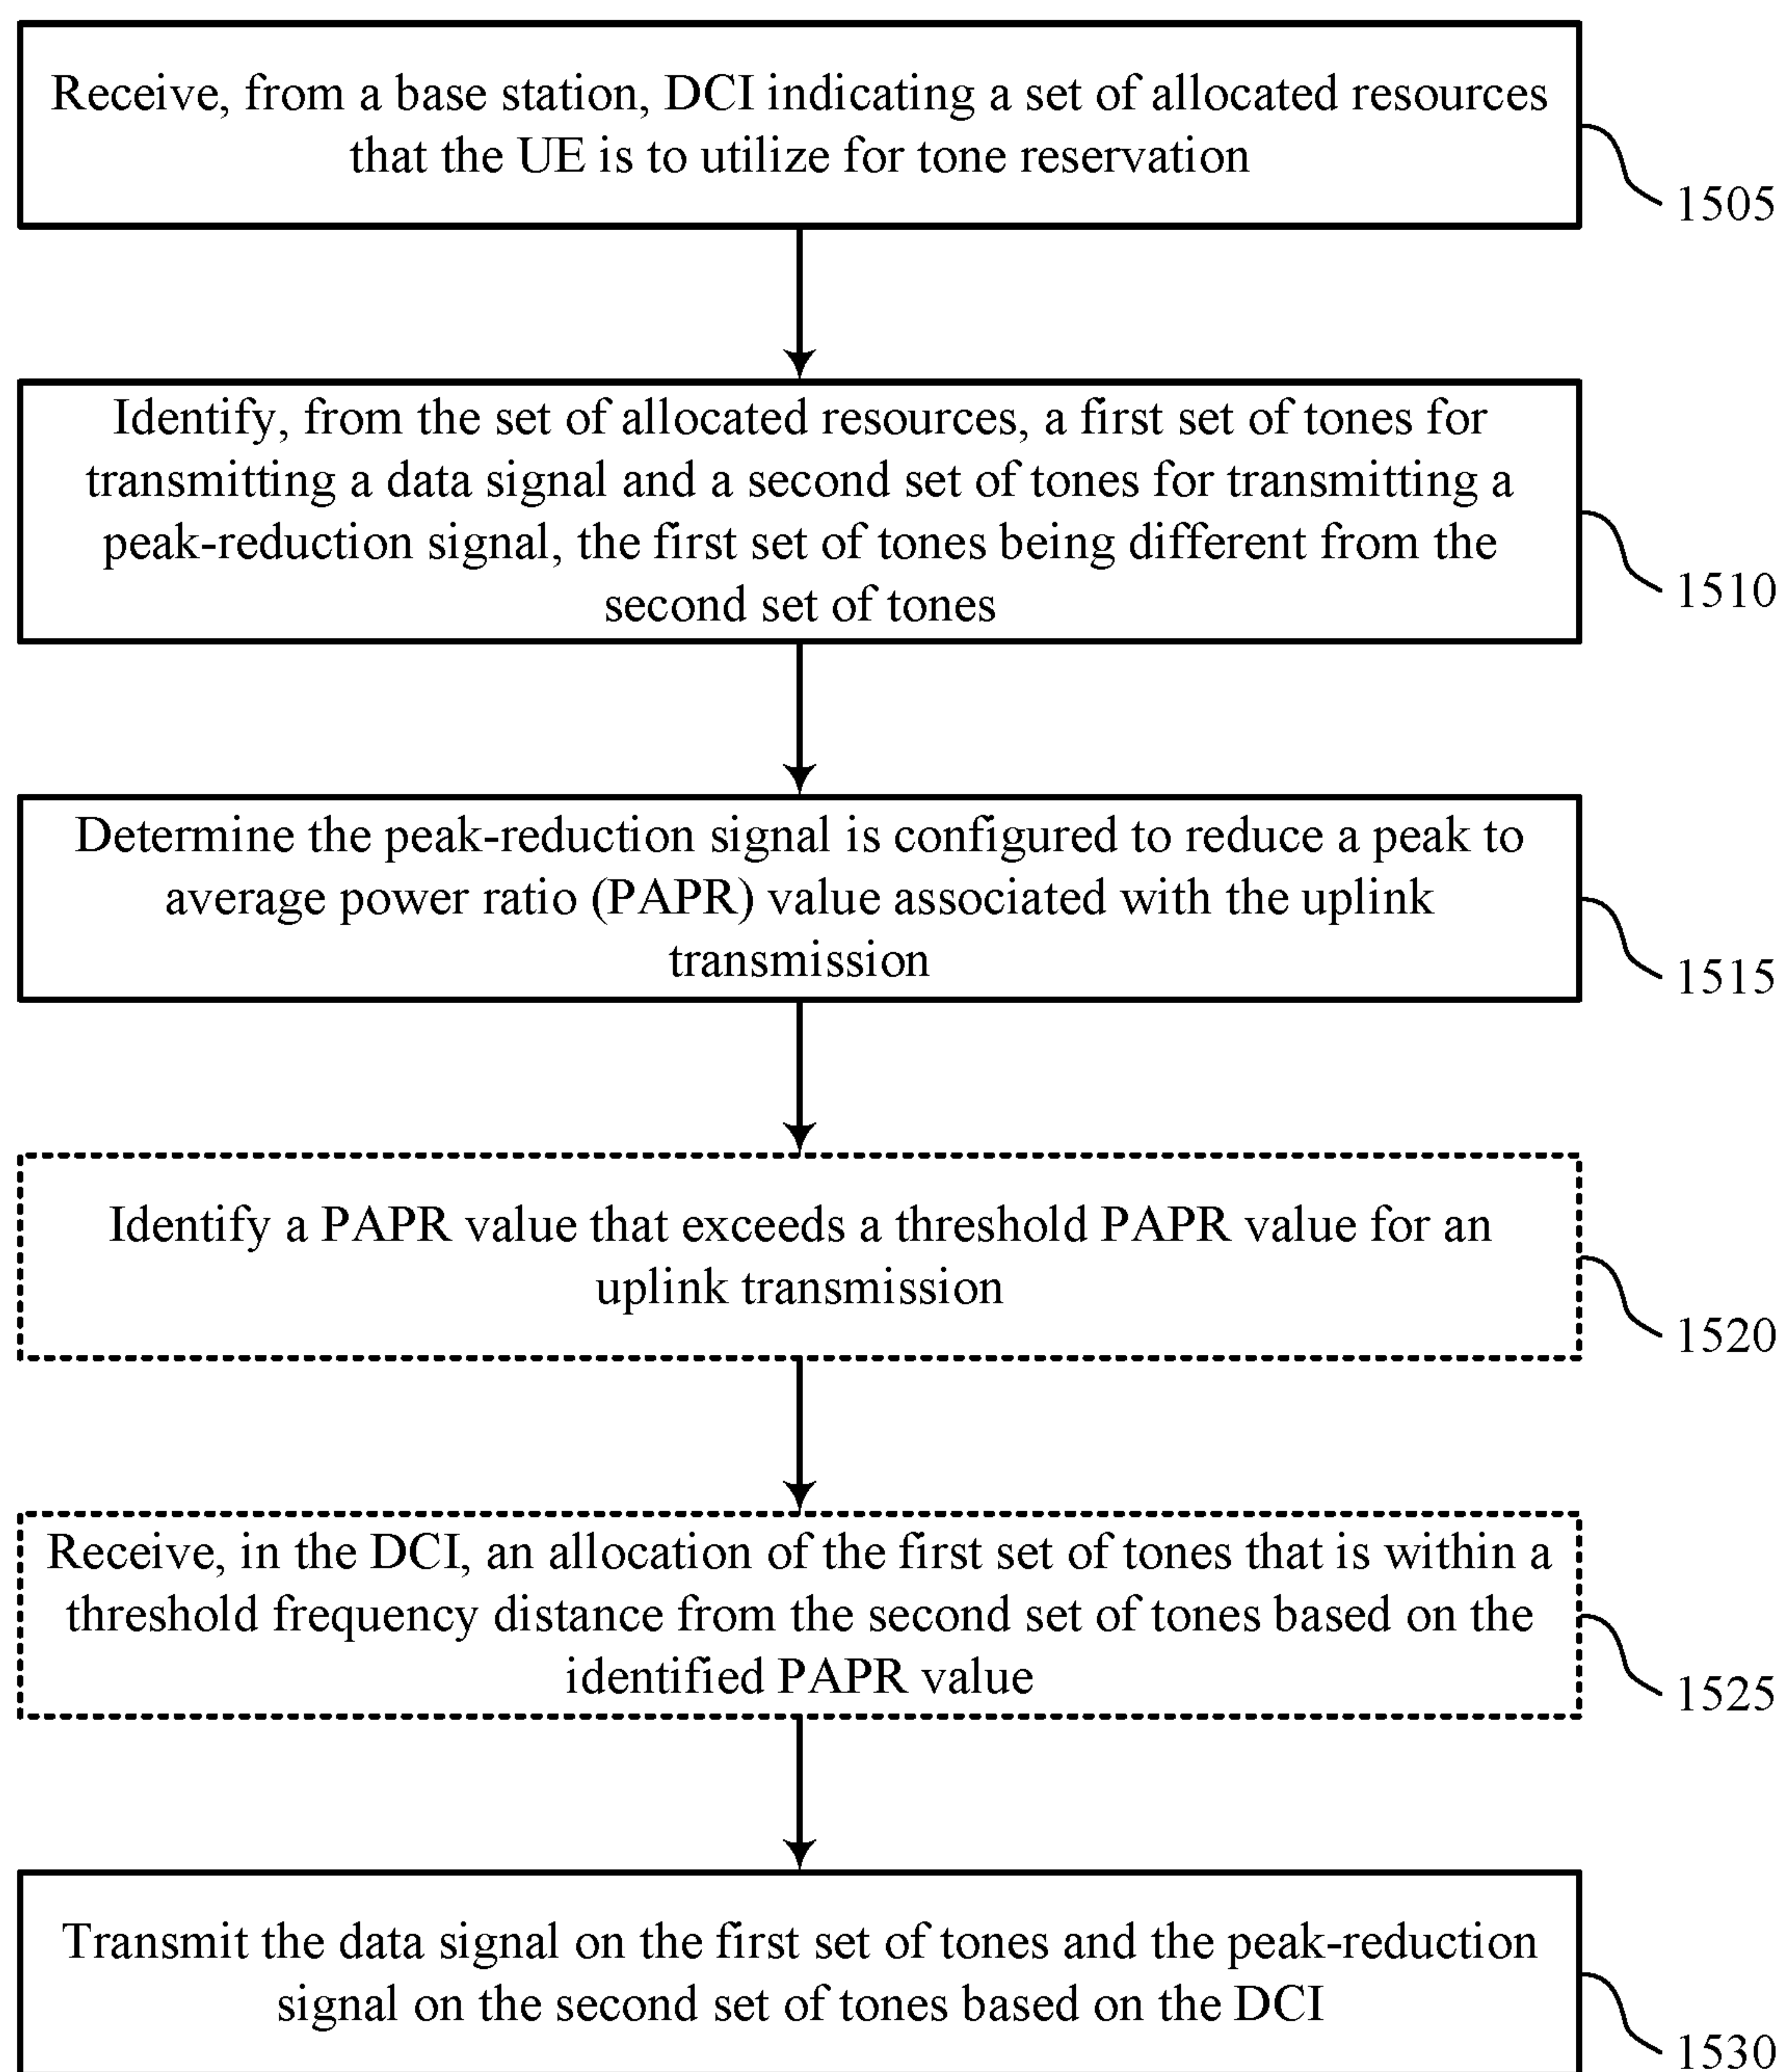 Receive, from a base station, DCI indicating a set of allocated resources
that the UE is to utilize for tone reservation
1505
Identify, from the set of allocated resources, a first set of tones for
transmitting a data signal and a second set of tones for transmitting a
peak-reduction signal, the first set of tones being different from the
second set of tones
1510
Determine the peak-reduction signal is configured to reduce a peak to
average power ratio (PAPR) value associated with the uplink
transmission
1515
Identify a PAPR value that exceeds a threshold PAPR value for an
uplink transmission
1520
Receive, in the DCI, an allocation of the first set of tones that is within a
threshold frequency distance from the second set of tones based on the
identified PAPR value
1525
Transmit the data signal on the first set of tones and the peak-reduction
signal on the second set of tones based on the DCI
1530